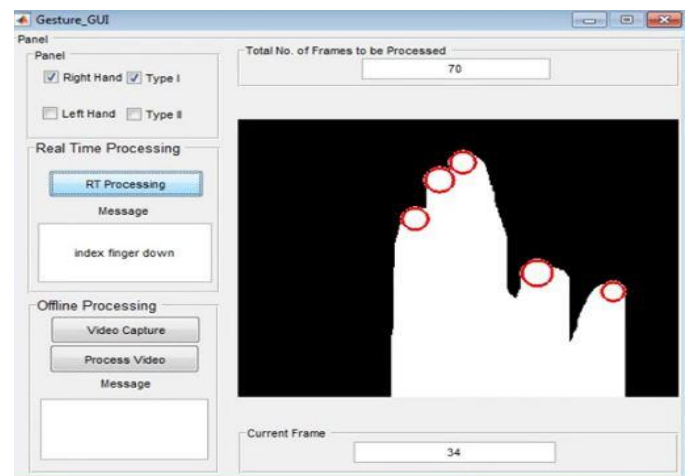 Gesture_GUI
Panel
Panel
Right Hand Type I
Left Hand Type II
Real Time Processing
RT Processing
Message
index finger down
Offline Processing
Video Capture
Process Video
Message
Total No. of Frames to be Processed
70
Current Frame
34